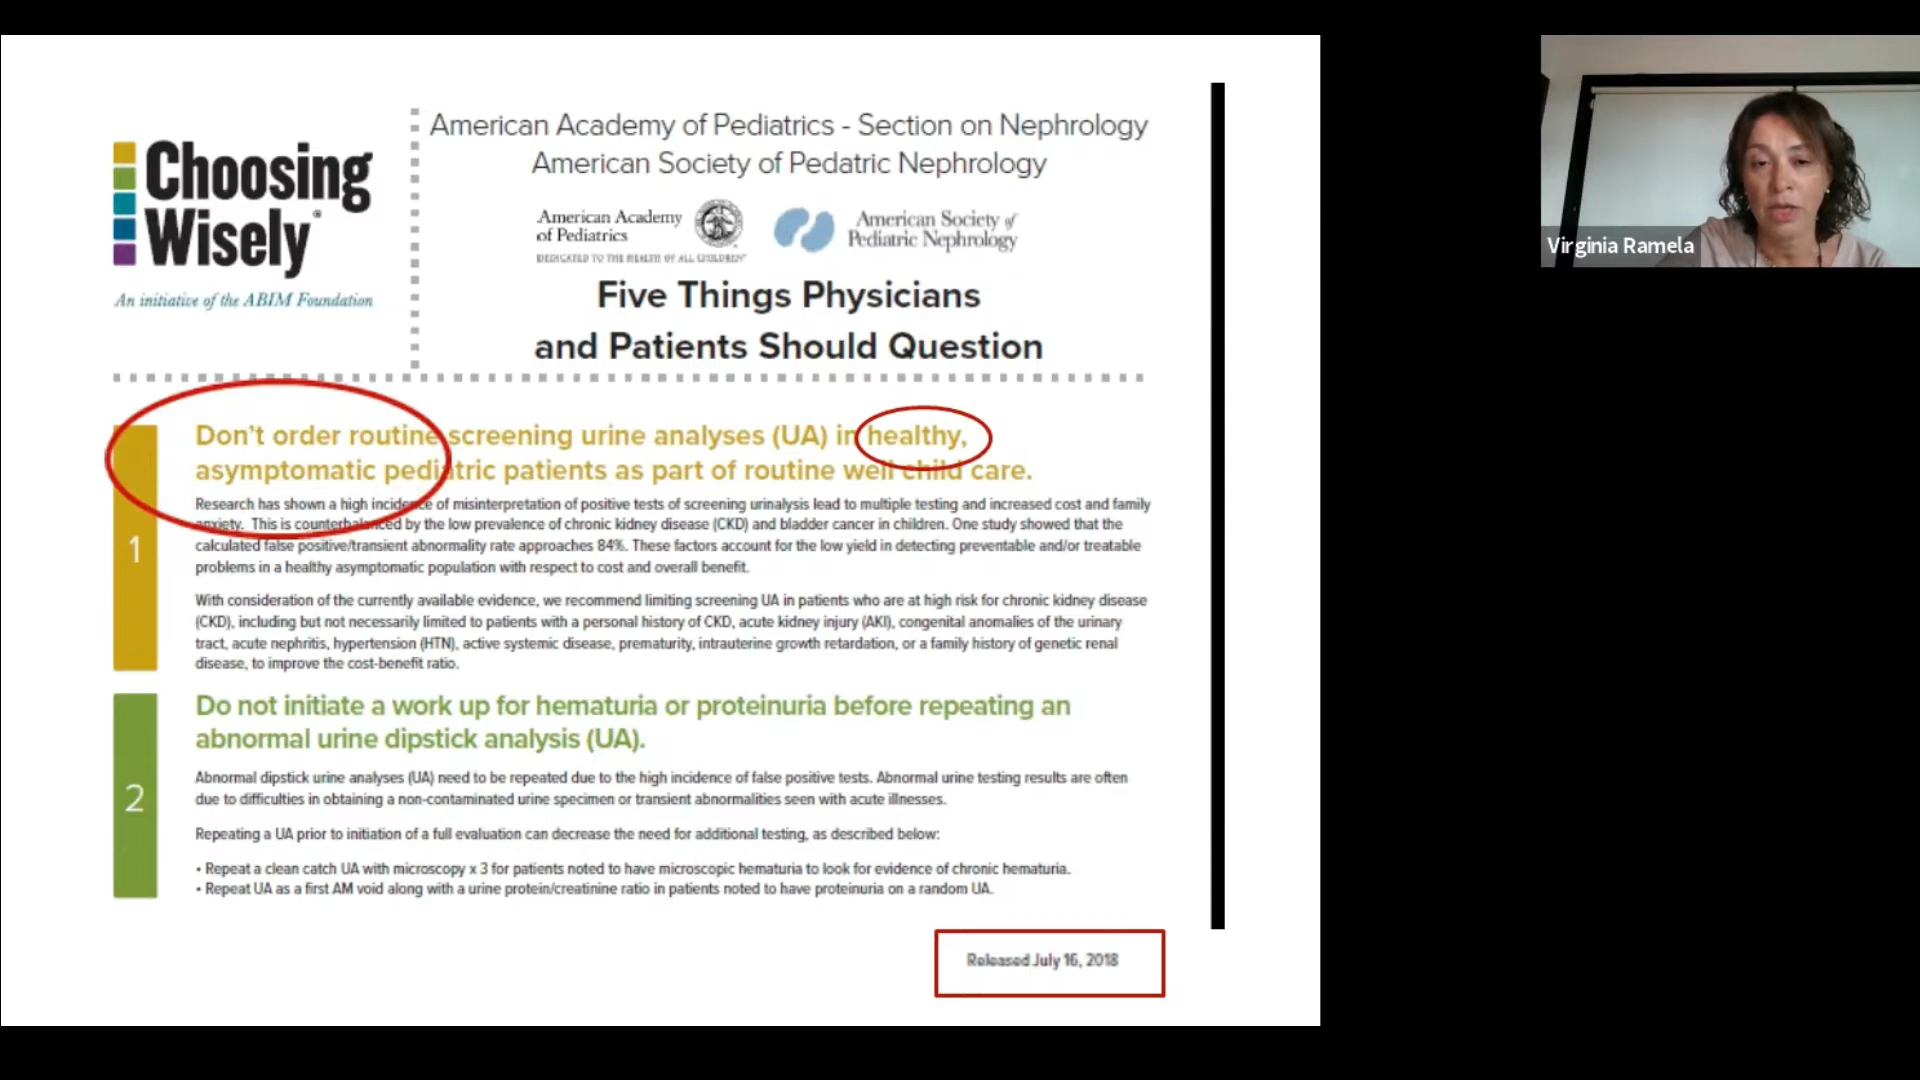 Choosing
Wisely®
An initiative of the ABIM Foundation
American Academy of Pediatrics - Section on Nephrology
American Society of Pedatric Nephrology
American Academy
of Pediatrics
DEDICATED TO THE HEALTH OF ALL CHILDREN®
American Society of
Pediatric Nephrology
Five Things Physicians
and Patients Should Question
1
Don't order routine screening urine analyses (UA) in healthy,
asymptomatic pediatric patients as part of routine well child care.
Research has shown a high incidence of misinterpretation of positive tests of screening urinalysis lead to multiple testing and increased cost and family
anxiety. This is counterbalanced by the low prevalence of chronic kidney disease (CKD) and bladder cancer in children. One study showed that the
calculated false positive/transient abnormality rate approaches 84%. These factors account for the low yield in detecting preventable and/or treatable
problems in a healthy asymptomatic population with respect to cost and overall benefit.
With consideration of the currently available evidence, we recommend limiting screening UA in patients who are at high risk for chronic kidney disease
(CKD), including but not necessarily limited to patients with a personal history of CKD, acute kidney injury (AKI), congenital anomalies of the urinary
tract, acute nephritis, hypertension (HTN), active systemic disease, prematurity, intrauterine growth retardation, or a family history of genetic renal
disease, to improve the cost-benefit ratio.
2
Do not initiate a work up for hematuria or proteinuria before repeating an
abnormal urine dipstick analysis (UA).
Abnormal dipstick urine analyses (UA) need to be repeated due to the high incidence of false positive tests. Abnormal urine testing results are often
due to difficulties in obtaining a non-contaminated urine specimen or transient abnormalities seen with acute illnesses.
Repeating a UA prior to initiation of a full evaluation can decrease the need for additional testing, as described below:
• Repeat a clean catch UA with microscopy x 3 for patients noted to have microscopic hematuria to look for evidence of chronic hematuria.
• Repeat UA as a first AM void along with a urine protein/creatinine ratio in patients noted to have proteinuria on a random UA.
Released July 16, 2018
Virginia Ramela